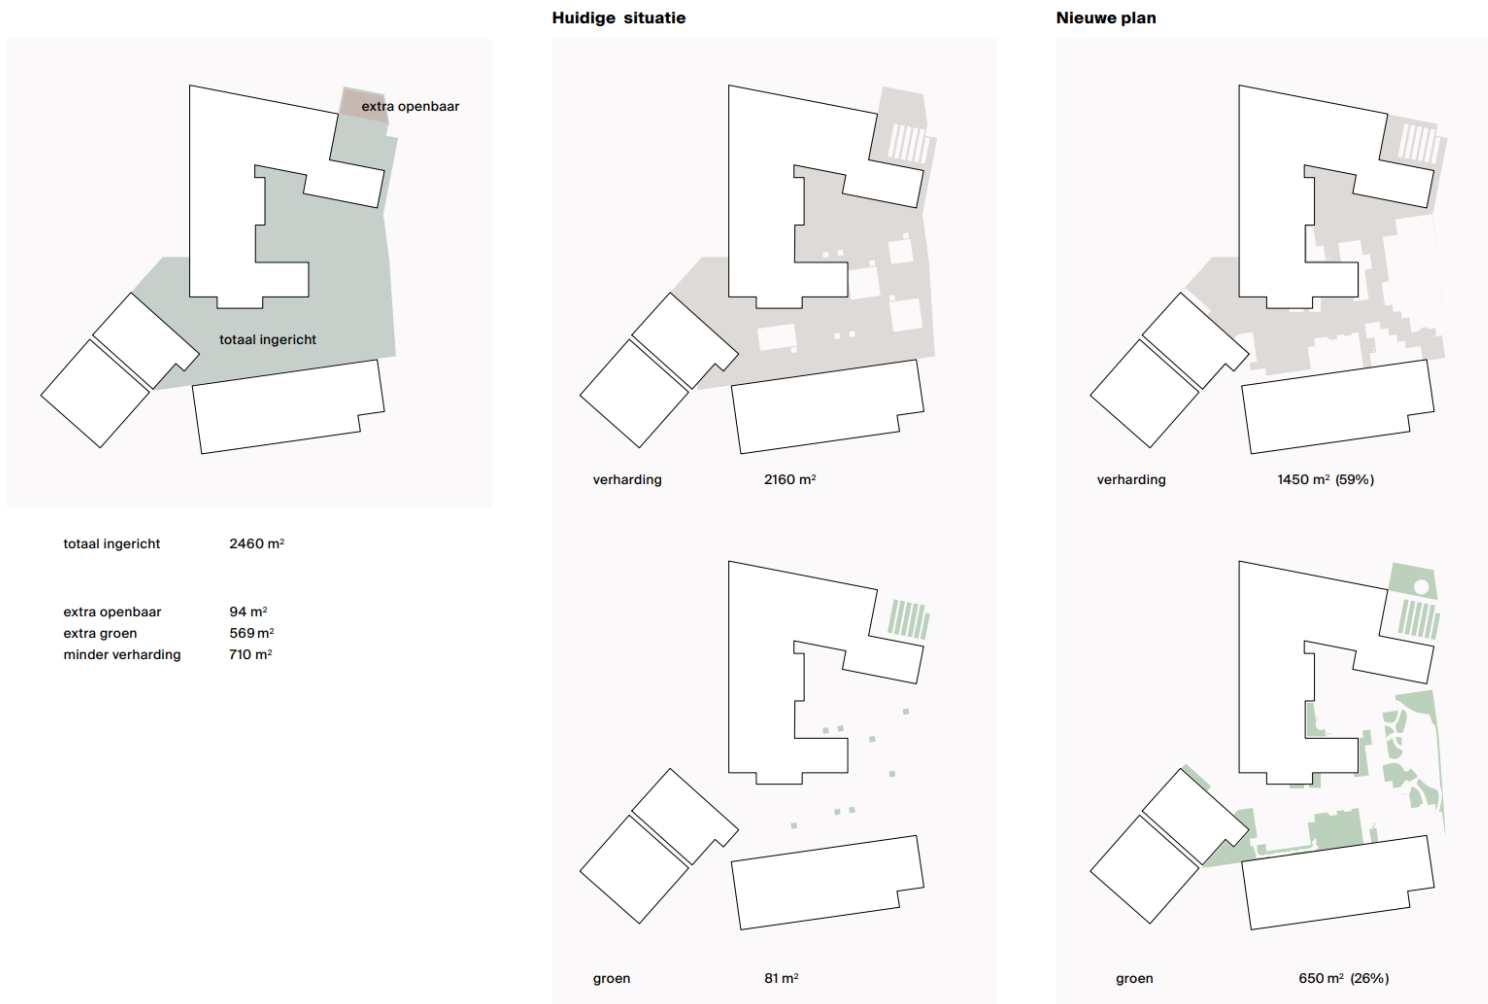 Huidige situatie
Nieuwe plan
extra openbaar
totaal ingericht
verharding 2160 m²
verharding 1450 m² (59%)
totaal ingericht 2460 m²
extra openbaar 94 m²
extra groen 569 m²
minder verharding 710 m²
groen 81 m²
groen 650 m² (26%)